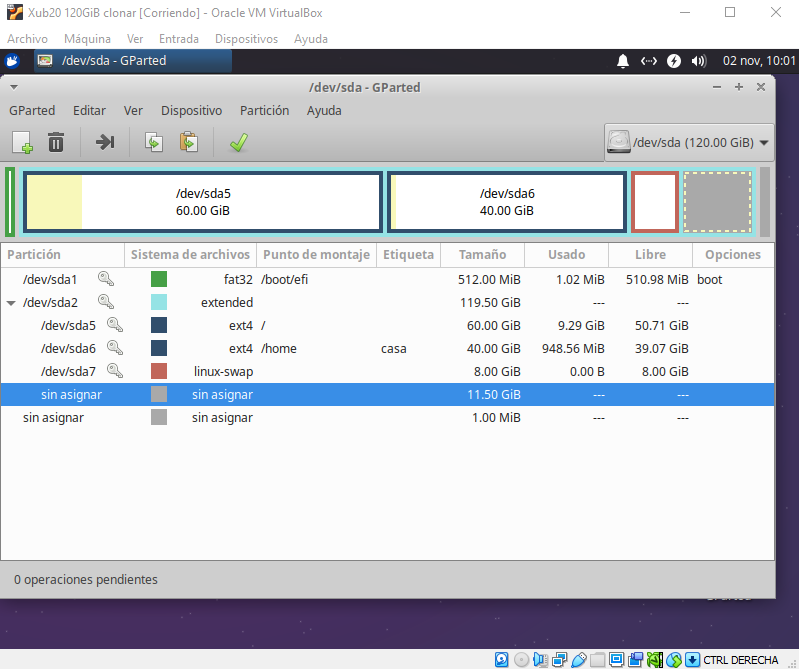 Xub20 120GiB clonar [Corriendo] - Oracle VM VirtualBox
Archivo Máquina Ver Entrada Dispositivos Ayuda
/dev/sda - GParted 02 nov, 10:01
/dev/sda - GParted
GParted Editar Ver Dispositivo Partición Ayuda
/dev/sda (120.00 GiB)
/dev/sda5 /dev/sda6
60.00 GiB 40.00 GiB
Partición Sistema de archivos Punto de montaje Etiqueta Tamaño Usado Libre Opciones
/dev/sda1 fat32 /boot/efi 512.00 MiB 1.02 MiB 510.98 MiB boot
/dev/sda2 extended 119.50 GiB --- ---
/dev/sda5 ext4 / 60.00 GiB 9.29 GiB 50.71 GiB
/dev/sda6 ext4 /home casa 40.00 GiB 948.56 MiB 39.07 GiB
/dev/sda7 linux-swap 8.00 GiB 0.00 B 8.00 GiB
sin asignar sin asignar 11.50 GiB --- ---
sin asignar sin asignar 1.00 MiB --- ---
0 operaciones pendientes
CTRL DERECHA